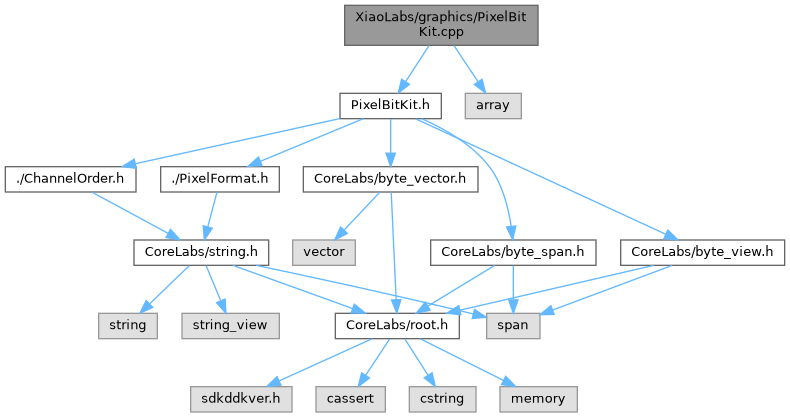 XiaoLabs/graphics/PixelBit
Kit.cpp
PixelBitKit.h
array
./ChannelOrder.h
./PixelFormat.h
CoreLabs/byte_vector.h
CoreLabs/string.h
vector
CoreLabs/byte_span.h
CoreLabs/byte_view.h
string
string_view
CoreLabs/root.h
span
sdkddkver.h
cassert
cstring
memory